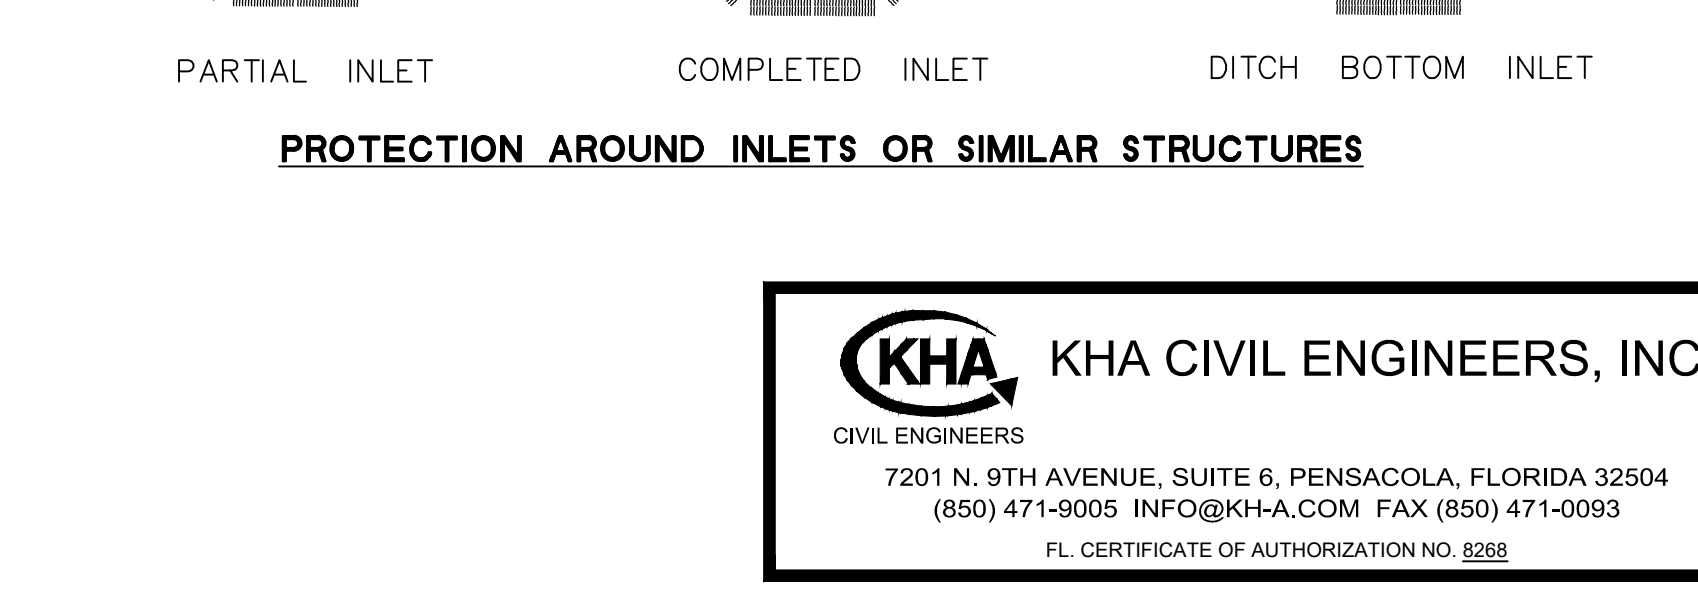 PARTIAL INLET
COMPLETED INLET
DITCH BOTTOM INLET
PROTECTION AROUND INLETS OR SIMILAR STRUCTURES
KHA
CIVIL ENGINEERS
KHA CIVIL ENGINEERS, INC
7201 N. 9TH AVENUE, SUITE 6, PENSACOLA, FLORIDA 32504
(850) 471-9005 INFO@KH-A.COM FAX (850) 471-0093
FL. CERTIFICATE OF AUTHORIZATION NO. 8268